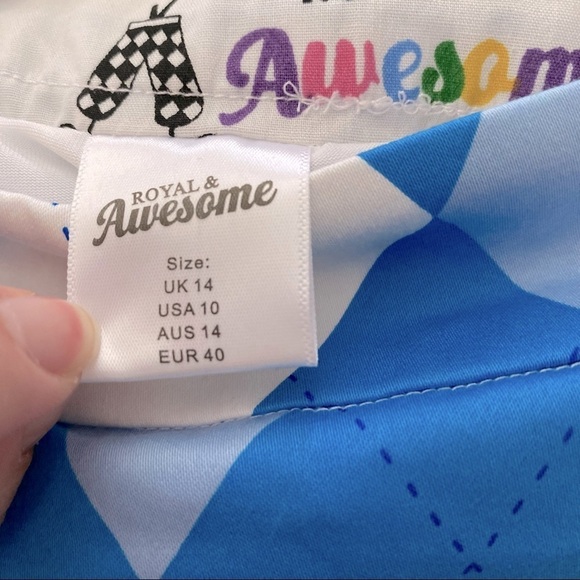 Awesom
ROYAL &
Awesome
Size:
UK 14
USA 10
AUS 14
EUR 40